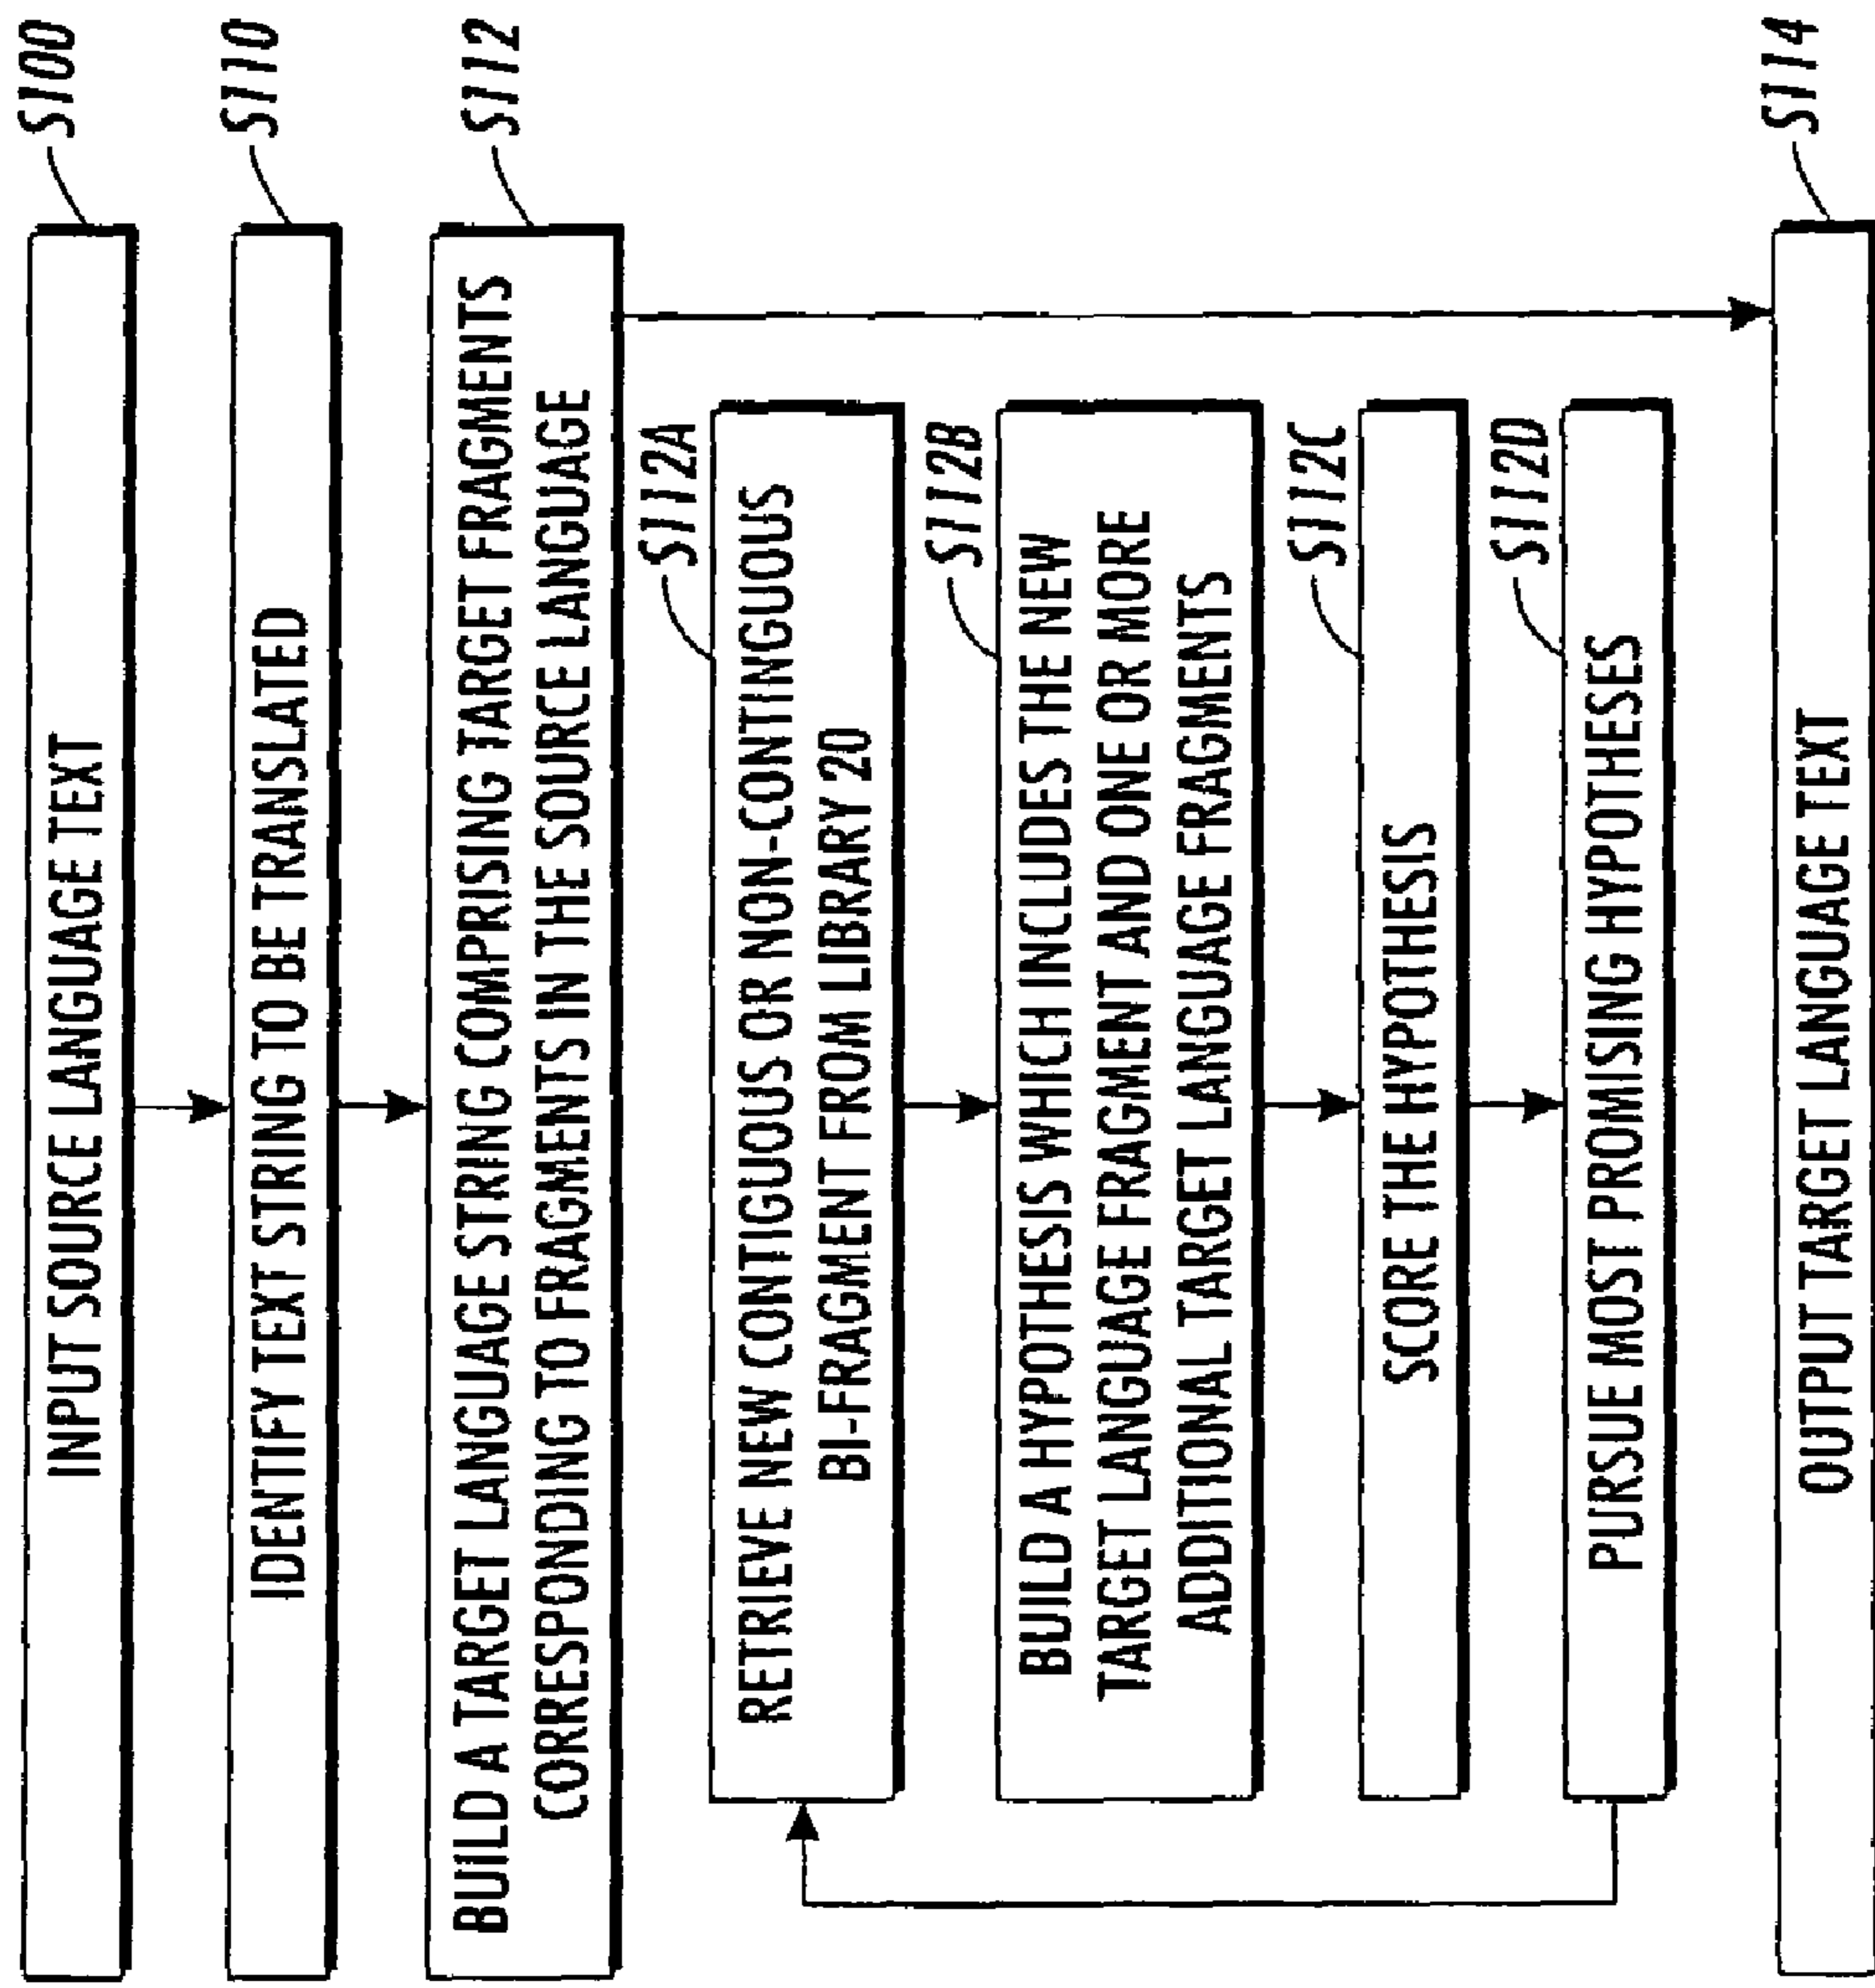 INPUT SOURCE LANGUAGE TEXT
S100
IDENTIFY TEXT STRING TO BE TRANSLATED
S110
BUILD A TARGET LANGUAGE STRING COMPRISING TARGET FRAGMENTS
CORRESPONDING TO FRAGMENTS IN THE SOURCE LANGUAGE
S112
S112A
RETRIEVE NEW CONTIGUOUS OR NON-CONTINGUOUS
BI-FRAGMENT FROM LIBRARY 20
S112B
BUILD A HYPOTHESIS WHICH INCLUDES THE NEW
TARGET LANGUAGE FRAGMENT AND ONE OR MORE
ADDITIONAL TARGET LANGUAGE FRAGMENTS
S112C
SCORE THE HYPOTHESIS
S112D
PURSUE MOST PROMISING HYPOTHESES
OUTPUT TARGET LANGUAGE TEXT
S114